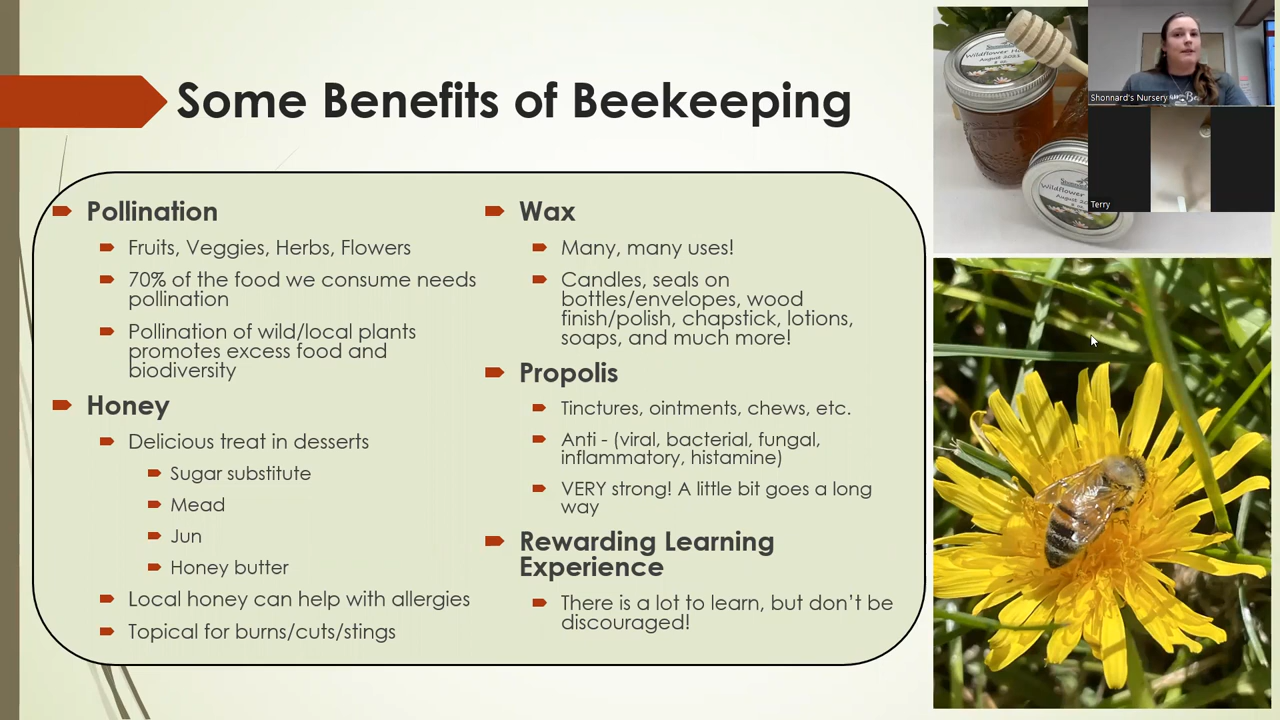 Some Benefits of Beekeeping
Pollination
Fruits, Veggies, Herbs, Flowers
70% of the food we consume needs
pollination
Pollination of wild/local plants
promotes excess food and
biodiversity
Honey
Delicious treat in desserts
Sugar substitute
Mead
Jun
Honey butter
Local honey can help with allergies
Topical for burns/cuts/stings
Wax
Many, many uses!
Candles, seals on
bottles/envelopes, wood
finish/polish, chapstick, lotions,
soaps, and much more!
Propolis
Tinctures, ointments, chews, etc.
Anti - (viral, bacterial, fungal,
inflammatory, histamine)
VERY strong! A little bit goes a long
way
Rewarding Learning
Experience
There is a lot to learn, but don't be
discouraged!
Wildflower
August 2021
Wildflower
Shonnard's Nursery
Terry